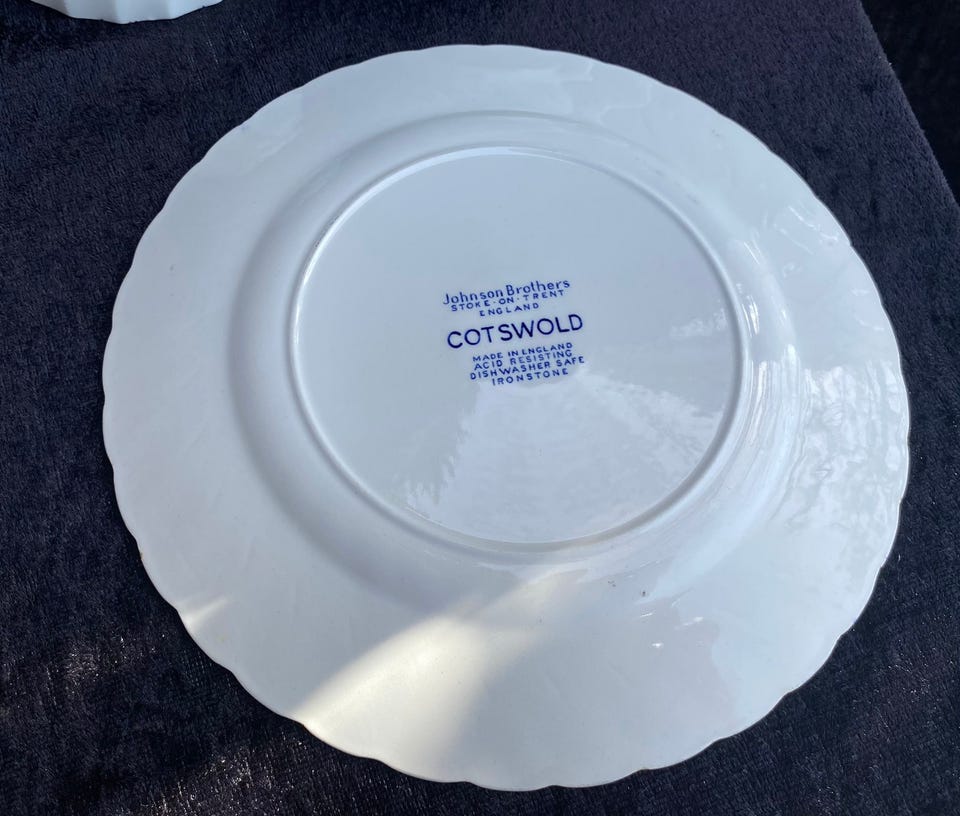 Johnson Brothers
STOKE-ON-TRENT
ENGLAND
COTSWOLD
MADE IN ENGLAND
ACID RESISTING
DISHWASHER SAFE
IRONSTONE